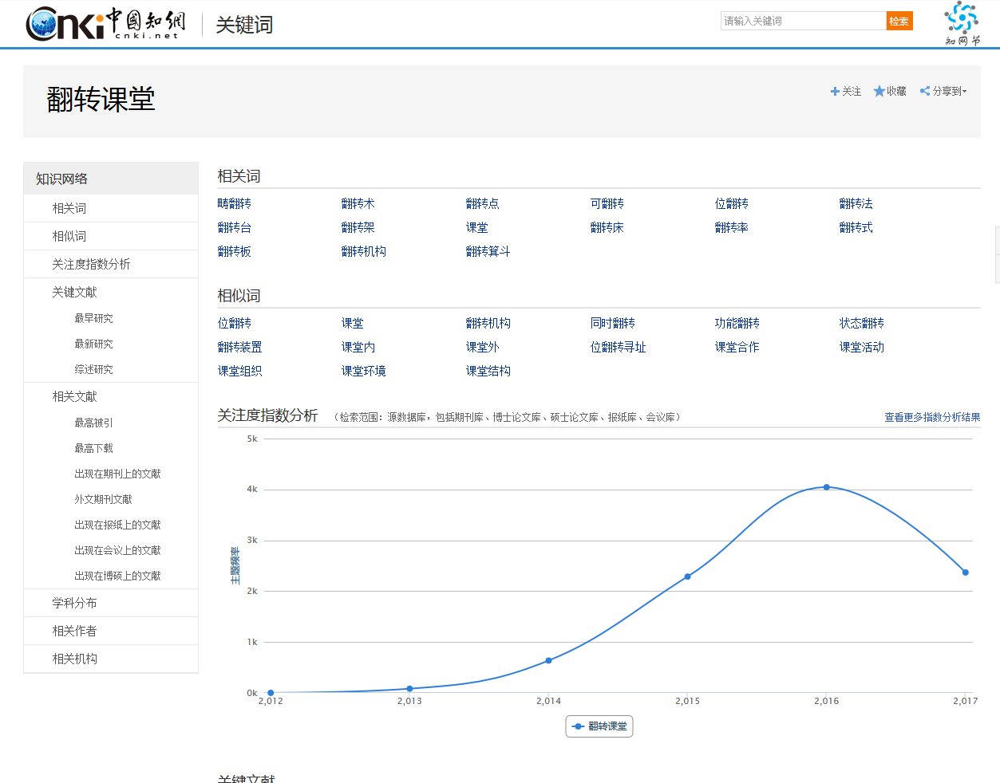 Cnki中國知網
cnki.net
关键词
请输入关键词
检索
知网节
翻转课堂
关注 收藏 分享到
知识网络
相关词
相似词
关注度指数分析
关键文献
最早研究
最新研究
综述研究
相关文献
最高被引
最高下载
出现在期刊上的文献
外文期刊文献
出现在报纸上的文献
出现在会议上的文献
出现在博硕上的文献
学科分布
相关作者
相关机构
相关词
畴翻转 翻转术 翻转点 可翻转 位翻转 翻转法
翻转台 翻转架 课堂 翻转床 翻转率 翻转式
翻转板 翻转机构 翻转箕斗
相似词
位翻转 课堂 翻转机构 同时翻转 功能翻转 状态翻转
翻转装置 课堂内 课堂外 位翻转寻址 课堂合作 课堂活动
课堂组织 课堂环境 课堂结构
关注度指数分析 （检索范围：源数据库，包括期刊库、博士论文库、硕士论文库、报纸库、会议库） 查看更多指数分析结果
5k
4k
3k
2k
1k
0k
主题频率
2,012 2,013 2,014 2,015 2,016 2,017
翻转课堂
关键文献